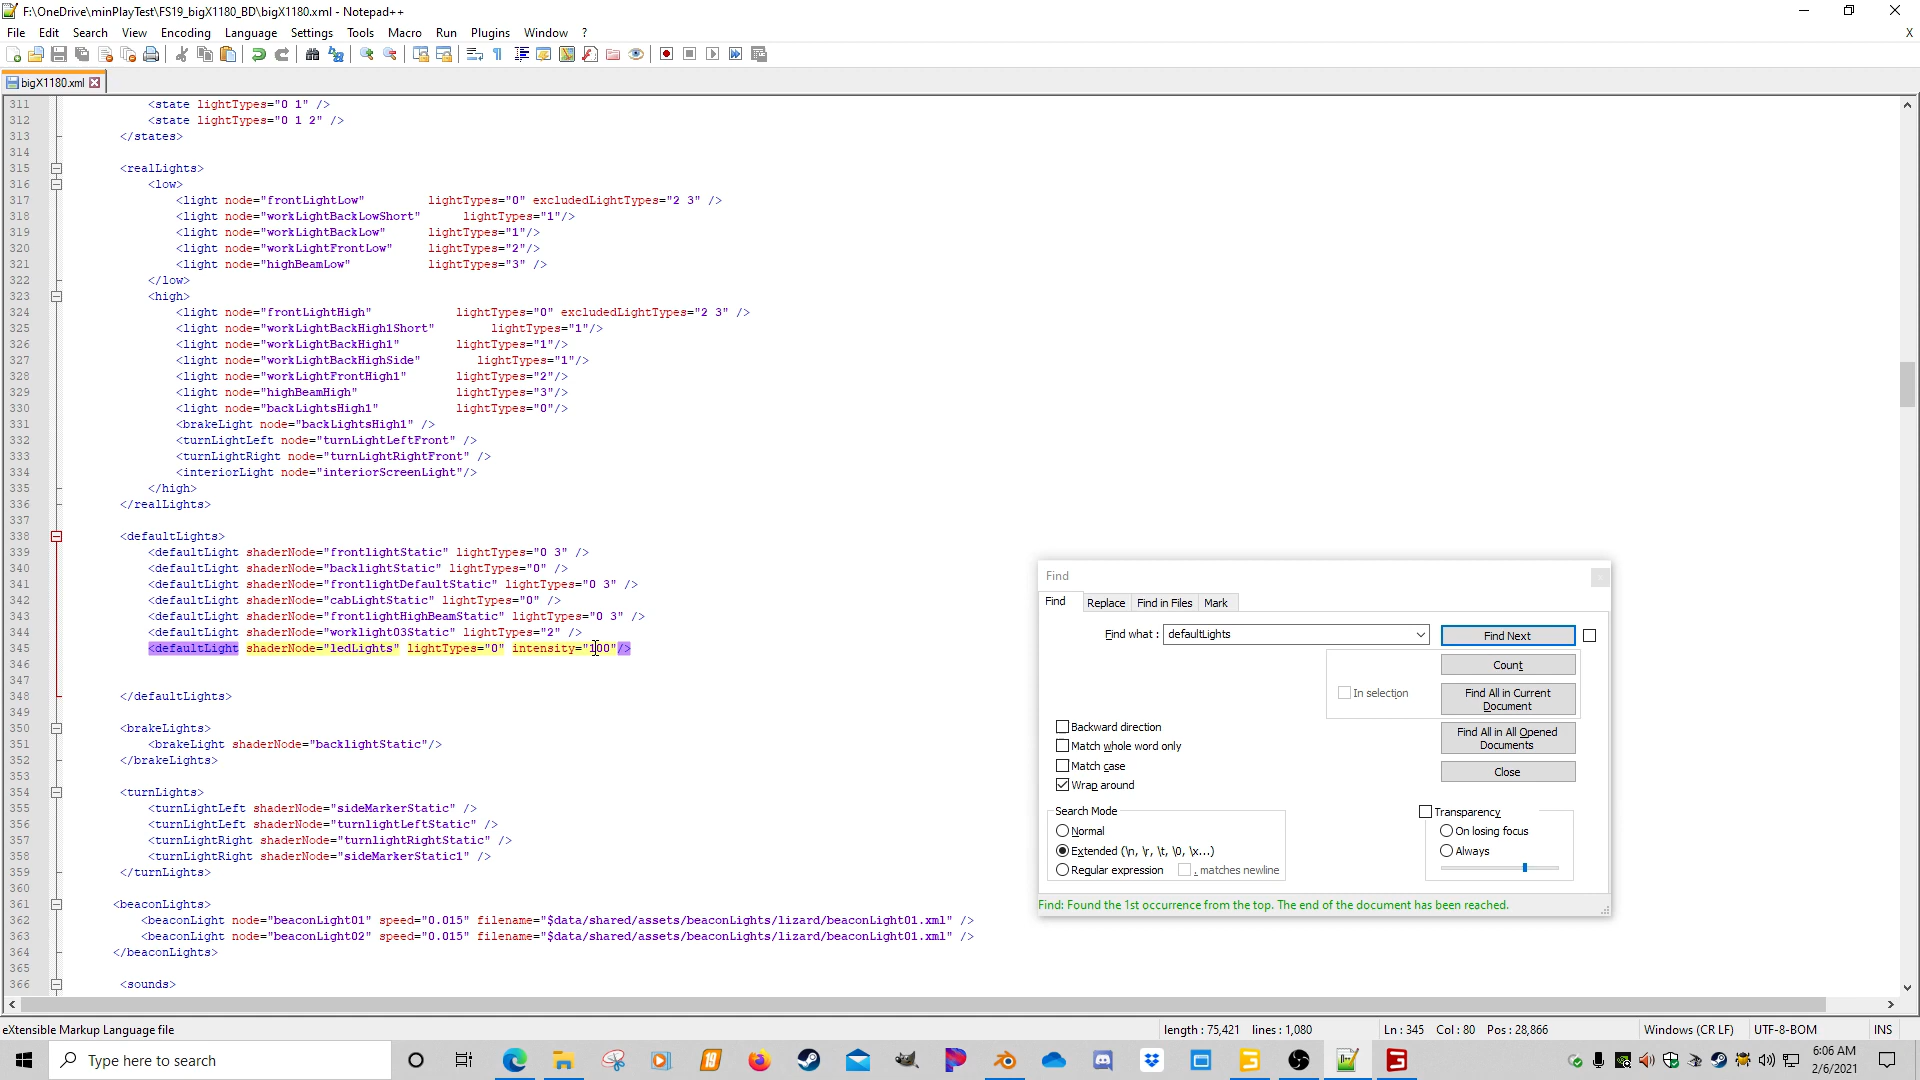 F:\OneDrive\minPlayTest\FS19_bigX1180_BD\bigX1180.xml - Notepad++
File Edit Search View Encoding Language Settings Tools Macro Run Plugins Window ? X
bigX1180.xml
311 <state lightTypes="0 1" />
312 <state lightTypes="0 1 2" />
313 </states>
314
315 <realLights>
316 <low>
317 <light node="frontLightLow" lightTypes="0" excludedLightTypes="2 3" />
318 <light node="workLightBackLowShort" lightTypes="1"/>
319 <light node="workLightBackLow" lightTypes="1"/>
320 <light node="workLightFrontLow" lightTypes="2"/>
321 <light node="highBeamLow" lightTypes="3" />
322 </low>
323 <high>
324 <light node="frontLightHigh" lightTypes="0" excludedLightTypes="2 3" />
325 <light node="workLightBackHigh1Short" lightTypes="1"/>
326 <light node="workLightBackHigh1" lightTypes="1"/>
327 <light node="workLightBackHighSide" lightTypes="1"/>
328 <light node="workLightFrontHigh1" lightTypes="2"/>
329 <light node="highBeamHigh" lightTypes="3"/>
330 <light node="backLightsHigh1" lightTypes="0"/>
331 <brakeLight node="backLightsHigh1" />
332 <turnLightLeft node="turnLightLeftFront" />
333 <turnLightRight node="turnLightRightFront" />
334 <interiorLight node="interiorScreenLight"/>
335 </high>
336 </realLights>
337
338 <defaultLights>
339 <defaultLight shaderNode="frontlightStatic" lightTypes="0 3" />
340 <defaultLight shaderNode="backlightStatic" lightTypes="0" />
341 <defaultLight shaderNode="frontlightDefaultStatic" lightTypes="0 3" />
342 <defaultLight shaderNode="cabLightStatic" lightTypes="0" />
343 <defaultLight shaderNode="frontlightHighBeamStatic" lightTypes="0 3" />
344 <defaultLight shaderNode="worklight03Static" lightTypes="2" />
345 <defaultLight shaderNode="ledLights" lightTypes="0" intensity="100"/>
346
347
348 </defaultLights>
349
350 <brakeLights>
351 <brakeLight shaderNode="backlightStatic"/>
352 </brakeLights>
353
354 <turnLights>
355 <turnLightLeft shaderNode="sideMarkerStatic" />
356 <turnLightLeft shaderNode="turnlightLeftStatic" />
357 <turnLightRight shaderNode="turnlightRightStatic" />
358 <turnLightRight shaderNode="sideMarkerStatic1" />
359 </turnLights>
360
361 <beaconLights>
362 <beaconLight node="beaconLight01" speed="0.015" filename="$data/shared/assets/beaconLights/lizard/beaconLight01.xml" />
363 <beaconLight node="beaconLight02" speed="0.015" filename="$data/shared/assets/beaconLights/lizard/beaconLight01.xml" />
364 </beaconLights>
365
366 <sounds>
Find
Find Replace Find in Files Mark
Find what : defaultLights Find Next
Count
In selection
Find All in Current Document
Backward direction
Find All in All Opened Documents
Match whole word only
Match case
Close
Wrap around
Search Mode
Transparency
Normal
On losing focus
Extended (\n, \r, \t, \0, \x...)
Always
Regular expression
. matches newline
Find: Found the 1st occurrence from the top. The end of the document has been reached.
eXtensible Markup Language file length : 75,421 lines : 1,080 Ln : 345 Col : 80 Pos : 28,866 Windows (CR LF) UTF-8-BOM INS
Type here to search
19
6:06 AM
2/6/2021